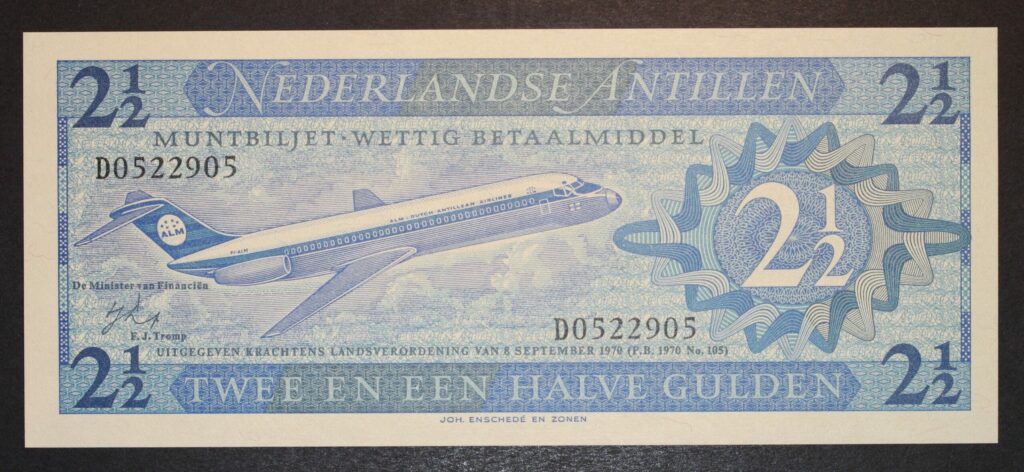 2½ NEDERLANDSE ANTILLEN 2½
MUNTBILJET · WETTIG BETAALMIDDEL
D0522905
ALM · DUTCH ANTILLEAN AIRLINES
ALM
2½
De Minister van Financiën
F.J. Tromp
D0522905
UITGEGEVEN KRACHTENS LANDSVERORDENING VAN 8 SEPTEMBER 1970 (P.B. 1970 No. 105)
2½ TWEE EN EEN HALVE GULDEN 2½
JOH. ENSCHEDÉ EN ZONEN